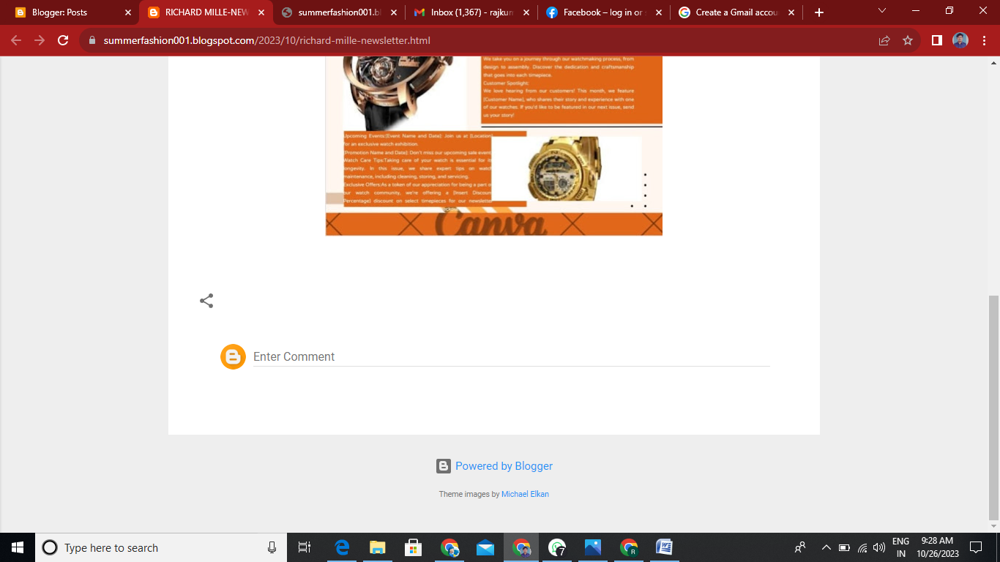 Blogger: Posts
RICHARD MILLE-NEW
summerfashion001.bl
Inbox (1,367) - rajkum
Facebook – log in or s
Create a Gmail accou
summerfashion001.blogspot.com/2023/10/richard-mille-newsletter.html
We take you on a journey through our watchmaking process, from
design to assembly. Discover the dedication and craftsmanship
that goes into each timepiece.
Customer Spotlight:
We love hearing from our customers! This month, we feature
[Customer Name], who shares their story and experience with one
of our watches. If you'd like to be featured in our next issue, send
us your story!
Upcoming Events:[Event Name and Date]: Join us at [Location]
for an exclusive watch exhibition.
[Promotion Name and Date]: Don't miss our upcoming sale event
Watch Care Tips:Taking care of your watch is essential for it
longevity. In this issue, we share expert tips on watch
maintenance, including cleaning, storing, and servicing.
Exclusive Offers:As a token of our appreciation for being a part o
our watch community, we're offering a [Insert Discoun
Percentage] discount on select timepieces for our newsletter
Canva
Enter Comment
Powered by Blogger
Theme images by Michael Elkan
Type here to search
7
R
ENG
IN
9:28 AM
10/26/2023